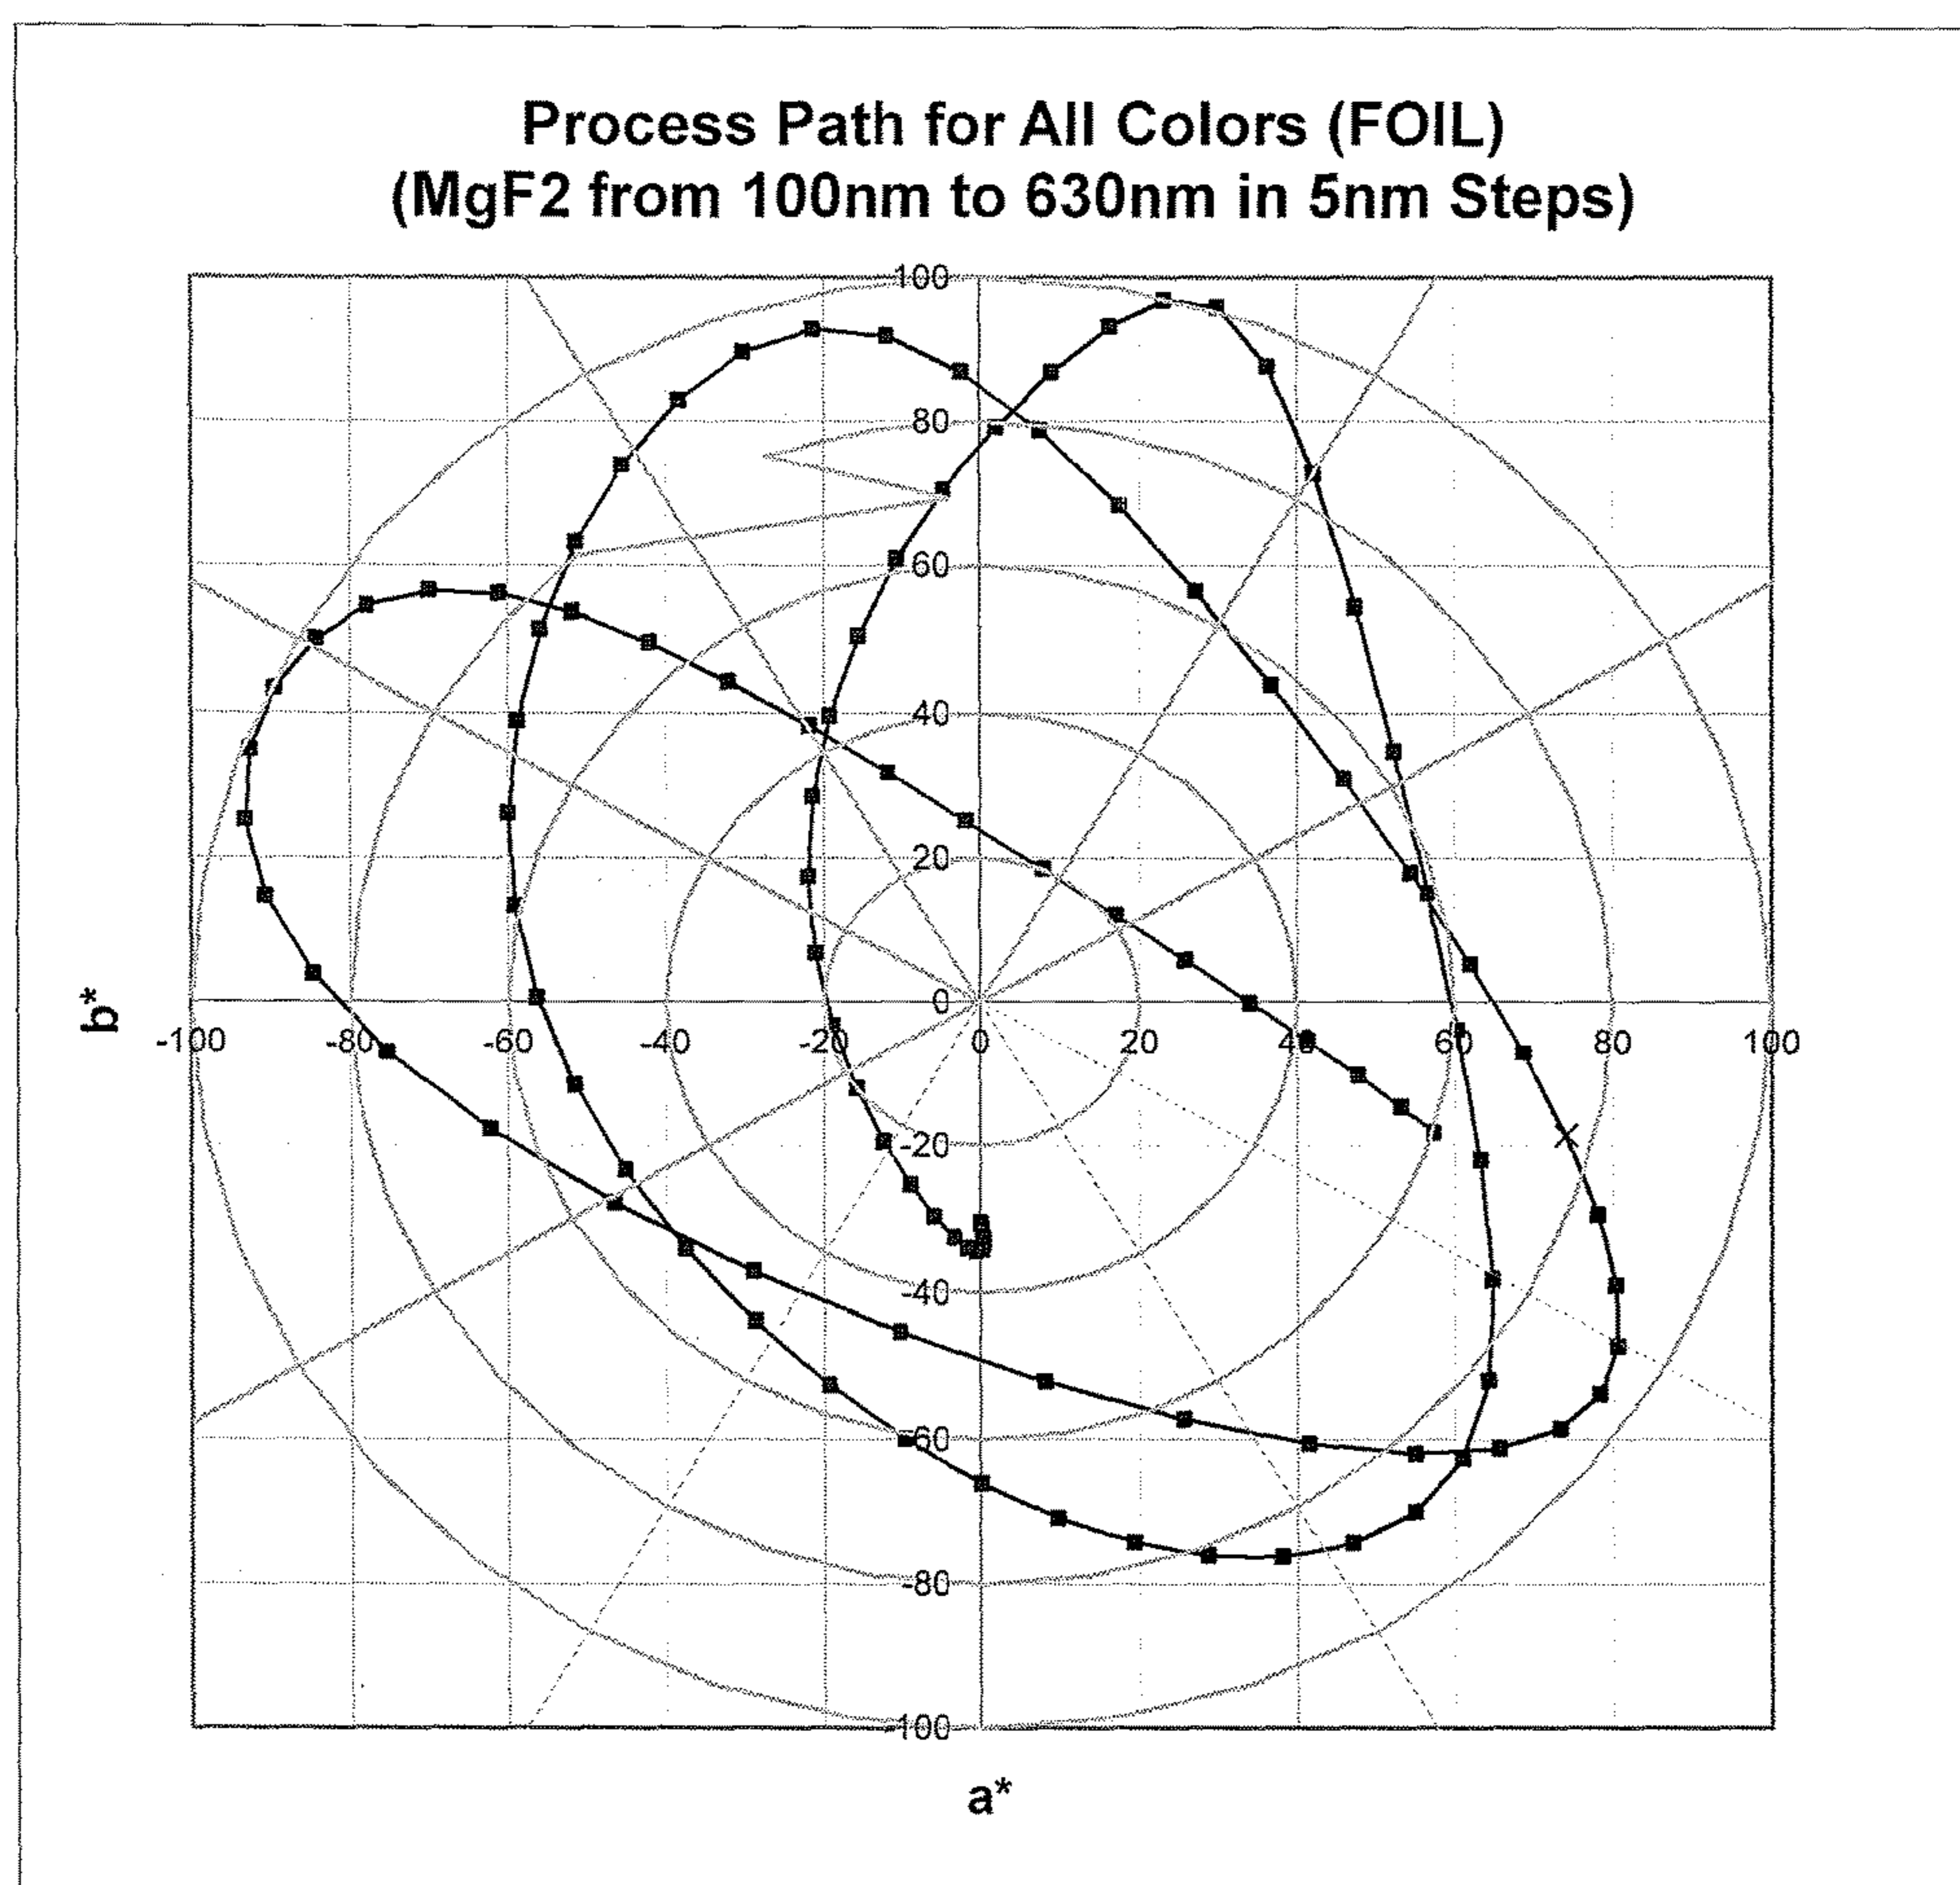 Process Path for All Colors (FOIL)
(MgF2 from 100nm to 630nm in 5nm Steps)
100
80
60
40
20
0
-100 -80 -60 -40 -20 0 20 40 60 80 100
-20
-40
-60
-80
-100
b*
a*